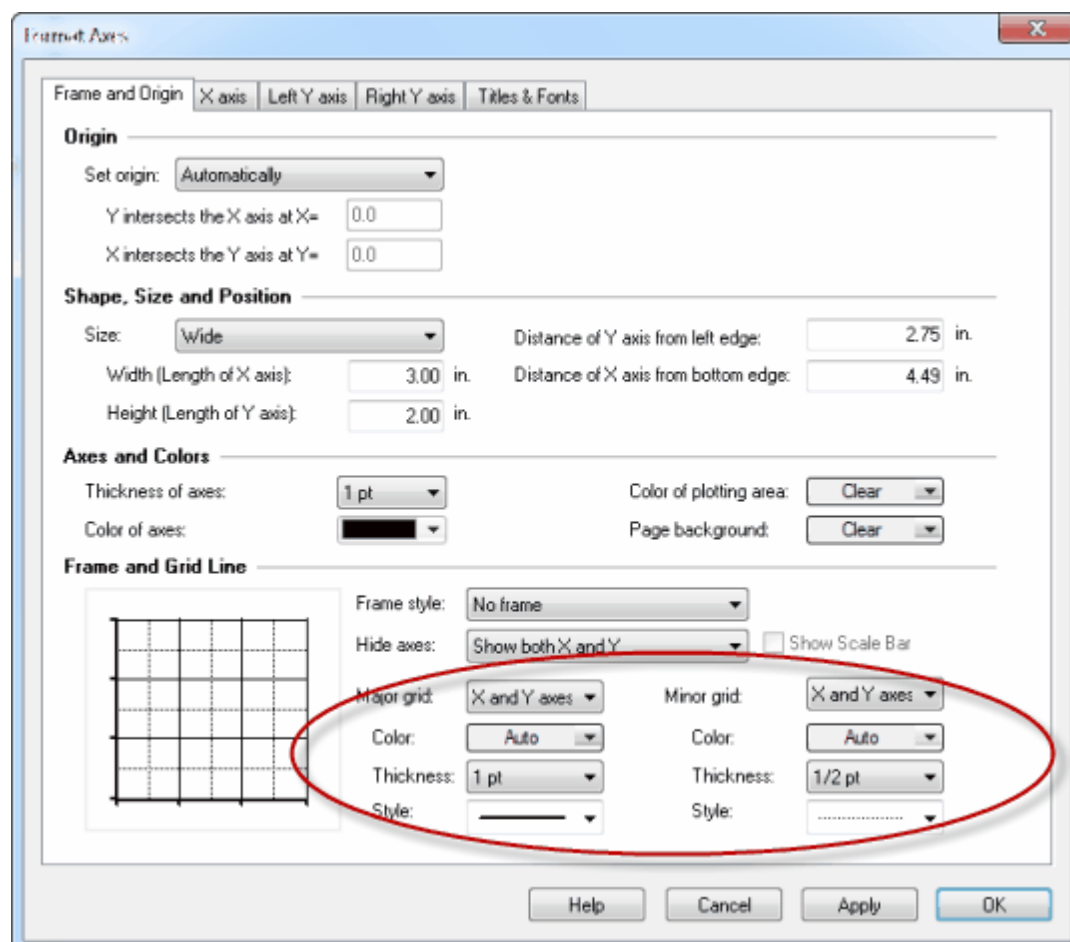 Format Axes
Frame and Origin X axis Left Y axis Right Y axis Titles & Fonts
Origin
Set origin: Automatically
Y intersects the X axis at X= 0.0
X intersects the Y axis at Y= 0.0
Shape, Size and Position
Size: Wide Distance of Y axis from left edge: 2.75 in.
Width (Length of X axis): 3.00 in. Distance of X axis from bottom edge: 4.49 in.
Height (Length of Y axis): 2.00 in.
Axes and Colors
Thickness of axes: 1 pt Color of plotting area: Clear
Color of axes: Page background: Clear
Frame and Grid Line
Frame style: No frame
Hide axes: Show both X and Y Show Scale Bar
Major grid: X and Y axes Minor grid: X and Y axes
Color: Auto Color: Auto
Thickness: 1 pt Thickness: 1/2 pt
Style: Style:
Help Cancel Apply OK